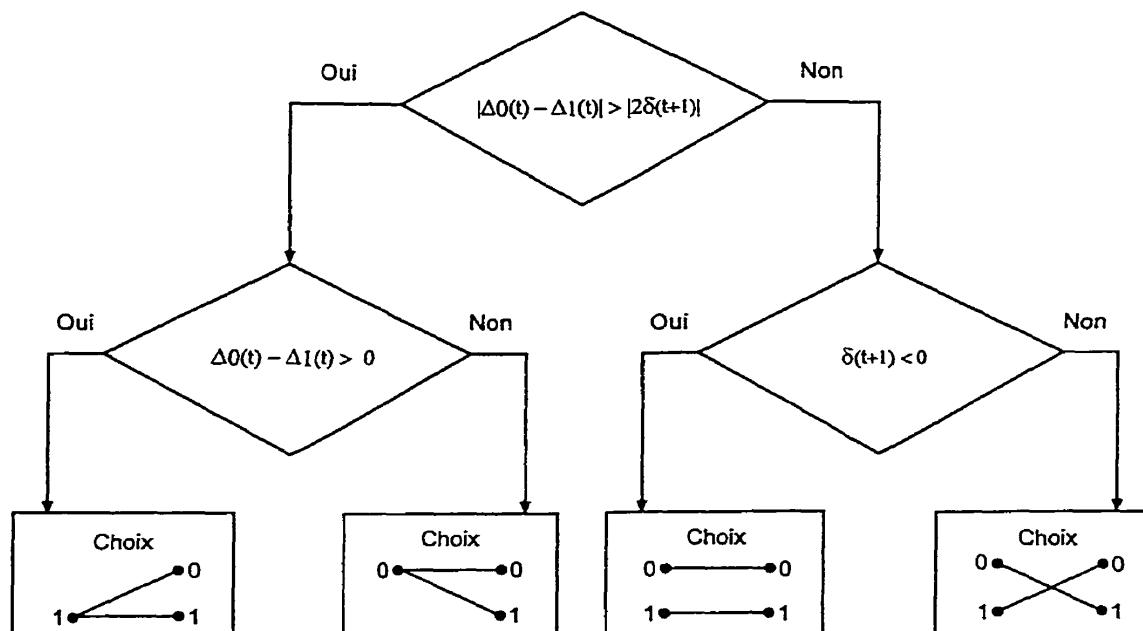 Oui
Non
|Δ0(t) − Δ1(t)| > |2δ(t+1)|
Oui
Non
Oui
Non
Δ0(t) − Δ1(t) > 0
δ(t+1) < 0
Choix
Choix
Choix
Choix
0
1
1
0
0
1
0
0
1
1
0
0
1
1